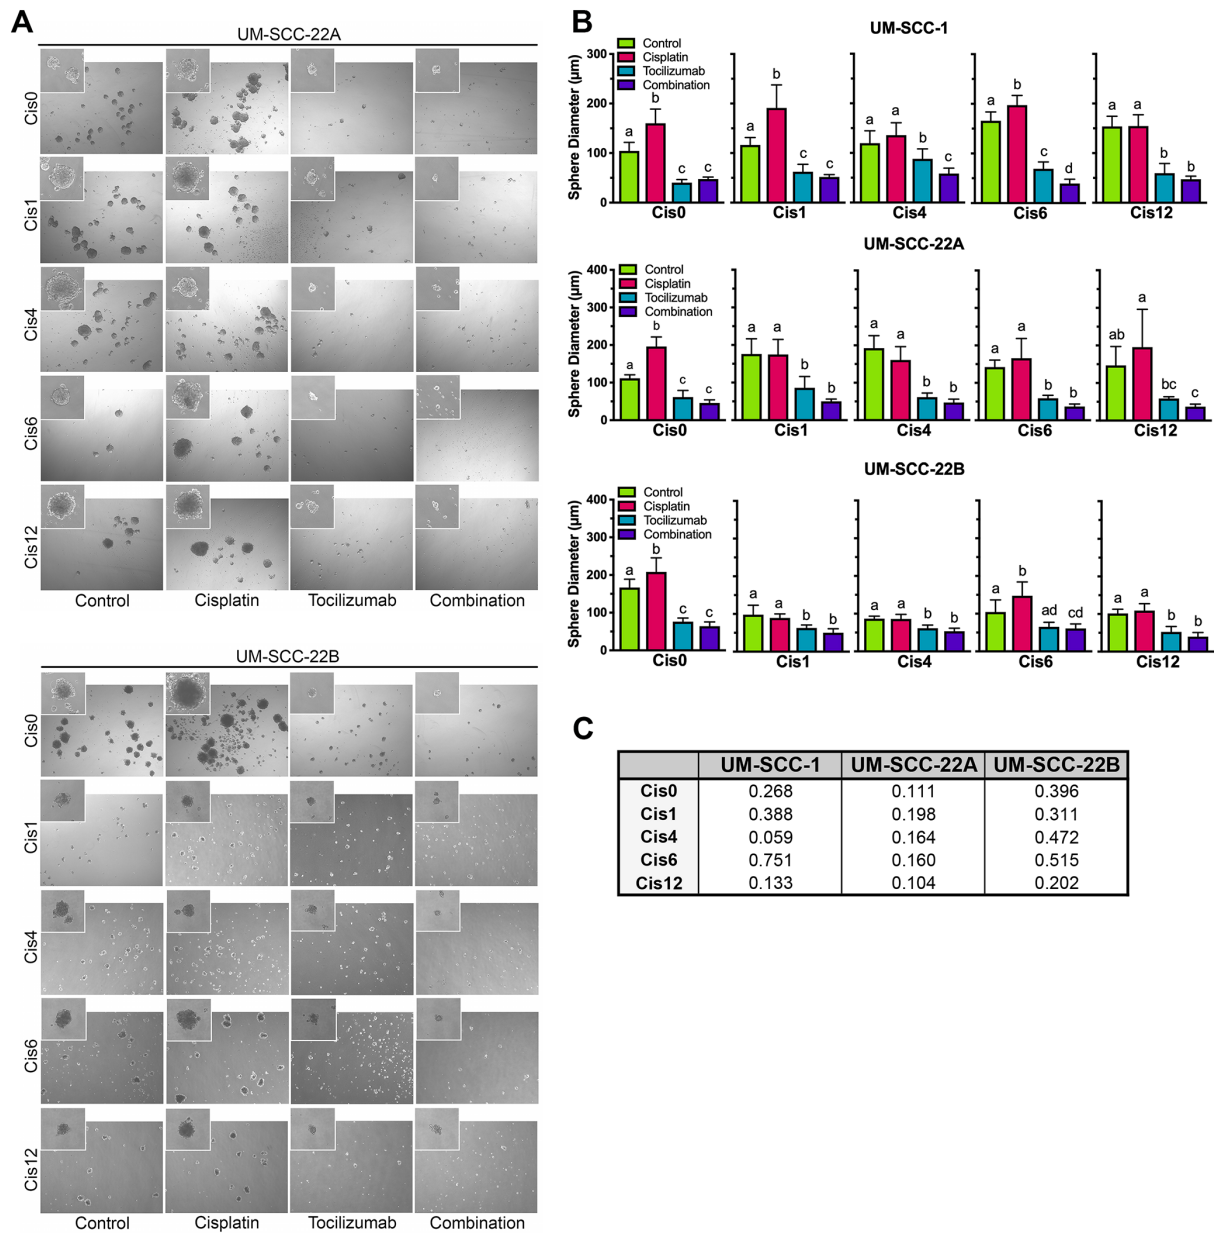 A
UM-SCC-22A
Cis0
Cis1
Cis4
Cis6
Cis12
Control Cisplatin Tocilizumab Combination
UM-SCC-22B
Cis0
Cis1
Cis4
Cis6
Cis12
Control Cisplatin Tocilizumab Combination
B
UM-SCC-1
Sphere Diameter (µm)
300
200
100
0
Control
Cisplatin
Tocilizumab
Combination
a b c c
a b c c
a a b c
a b c d
a a b b
Cis0 Cis1 Cis4 Cis6 Cis12
UM-SCC-22A
Sphere Diameter (µm)
400
300
200
100
0
Control
Cisplatin
Tocilizumab
Combination
a b c c
a a b b
a a b b
a a b b
ab a bc c
Cis0 Cis1 Cis4 Cis6 Cis12
UM-SCC-22B
Sphere Diameter (µm)
400
300
200
100
0
Control
Cisplatin
Tocilizumab
Combination
a b c c
a a b b
a a b b
a b ad cd
a a b b
Cis0 Cis1 Cis4 Cis6 Cis12
C
UM-SCC-1 UM-SCC-22A UM-SCC-22B
Cis0 0.268 0.111 0.396
Cis1 0.388 0.198 0.311
Cis4 0.059 0.164 0.472
Cis6 0.751 0.160 0.515
Cis12 0.133 0.104 0.202